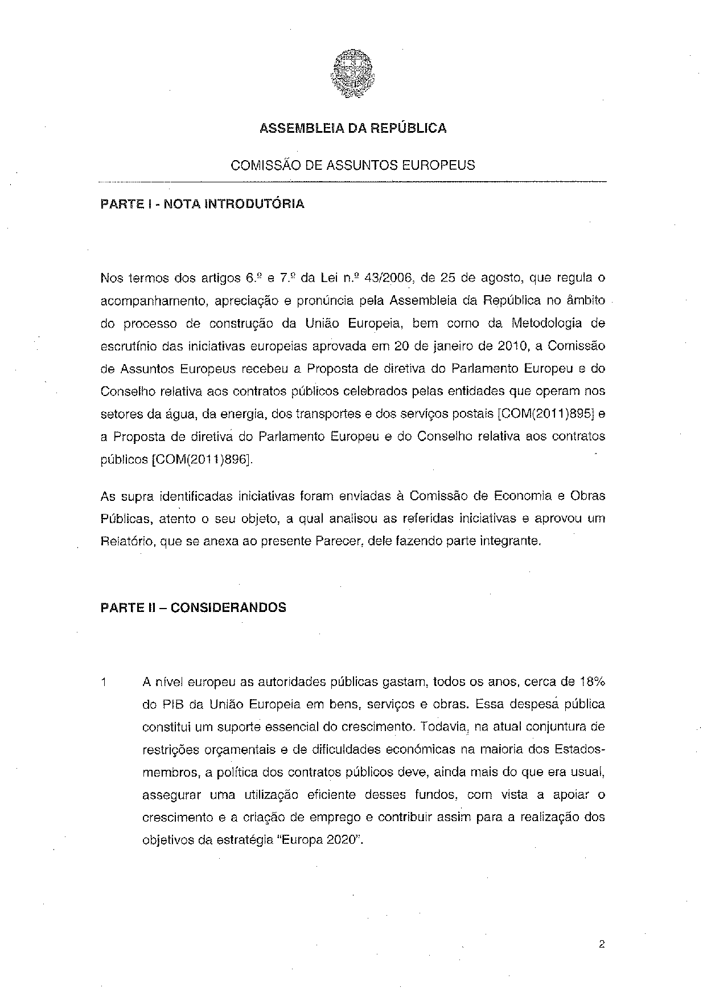 ASSEMBLEIA DA REPÚBLICA
COMISSÃO DE ASSUNTOS EUROPEUS
PARTE I - NOTA INTRODUTÓRIA
Nos termos dos artigos 6.º e 7.º da Lei n.º 43/2006, de 25 de agosto, que regula o
acompanhamento, apreciação e pronúncia pela Assembleia da República no âmbito
do processo de construção da União Europeia, bem como da Metodologia de
escrutínio das iniciativas europeias aprovada em 20 de janeiro de 2010, a Comissão
de Assuntos Europeus recebeu a Proposta de diretiva do Parlamento Europeu e do
Conselho relativa aos contratos públicos celebrados pelas entidades que operam nos
setores da água, da energia, dos transportes e dos serviços postais [COM(2011)895] e
a Proposta de diretiva do Parlamento Europeu e do Conselho relativa aos contratos
públicos [COM(2011)896].
As supra identificadas iniciativas foram enviadas à Comissão de Economia e Obras
Públicas, atento o seu objeto, a qual analisou as referidas iniciativas e aprovou um
Relatório, que se anexa ao presente Parecer, dele fazendo parte integrante.
PARTE II – CONSIDERANDOS
1 A nível europeu as autoridades públicas gastam, todos os anos, cerca de 18%
do PIB da União Europeia em bens, serviços e obras. Essa despesa pública
constitui um suporte essencial do crescimento. Todavia, na atual conjuntura de
restrições orçamentais e de dificuldades económicas na maioria dos Estados-
membros, a política dos contratos públicos deve, ainda mais do que era usual,
assegurar uma utilização eficiente desses fundos, com vista a apoiar o
crescimento e a criação de emprego e contribuir assim para a realização dos
objetivos da estratégia “Europa 2020”.
2